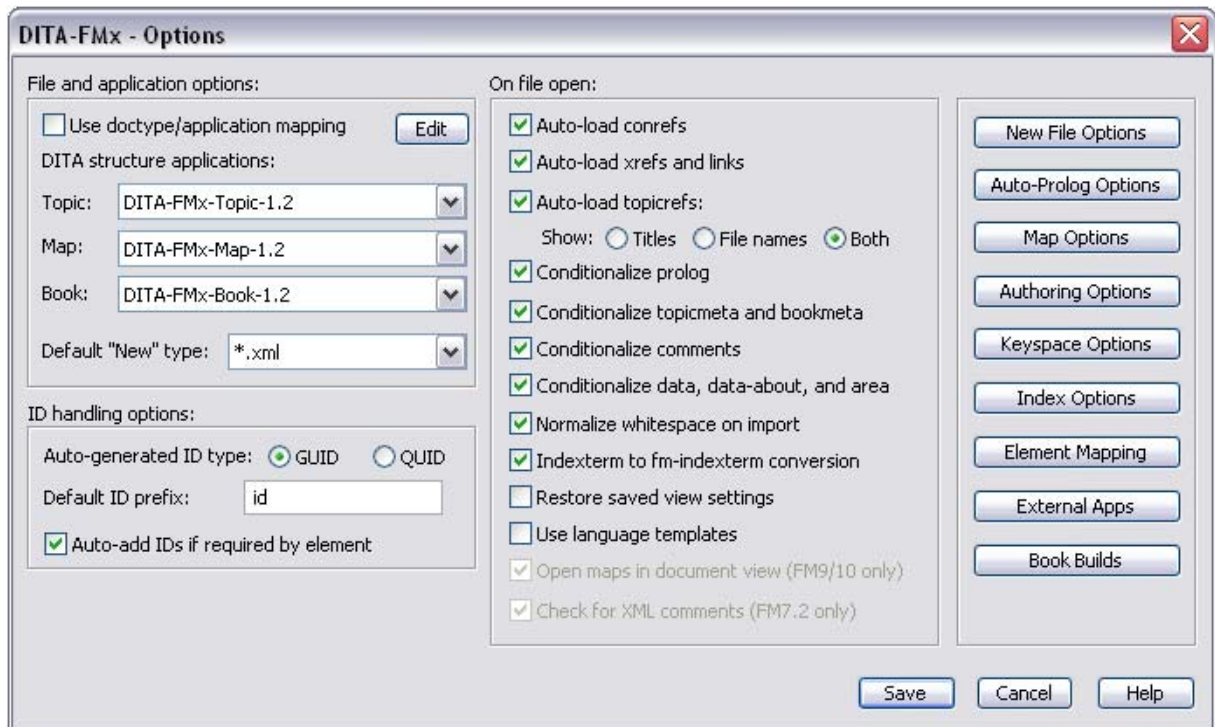 DITA-FMx - Options
File and application options:
Use doctype/application mapping
Edit
DITA structure applications:
Topic: DITA-FMx-Topic-1.2
Map: DITA-FMx-Map-1.2
Book: DITA-FMx-Book-1.2
Default "New" type: *.xml
ID handling options:
Auto-generated ID type: GUID QUID
Default ID prefix: id
Auto-add IDs if required by element
On file open:
Auto-load conrefs
Auto-load xrefs and links
Auto-load topicrefs:
Show: Titles File names Both
Conditionalize prolog
Conditionalize topicmeta and bookmeta
Conditionalize comments
Conditionalize data, data-about, and area
Normalize whitespace on import
Indexterm to fm-indexterm conversion
Restore saved view settings
Use language templates
Open maps in document view (FM9/10 only)
Check for XML comments (FM7.2 only)
New File Options
Auto-Prolog Options
Map Options
Authoring Options
Keyspace Options
Index Options
Element Mapping
External Apps
Book Builds
Save Cancel Help